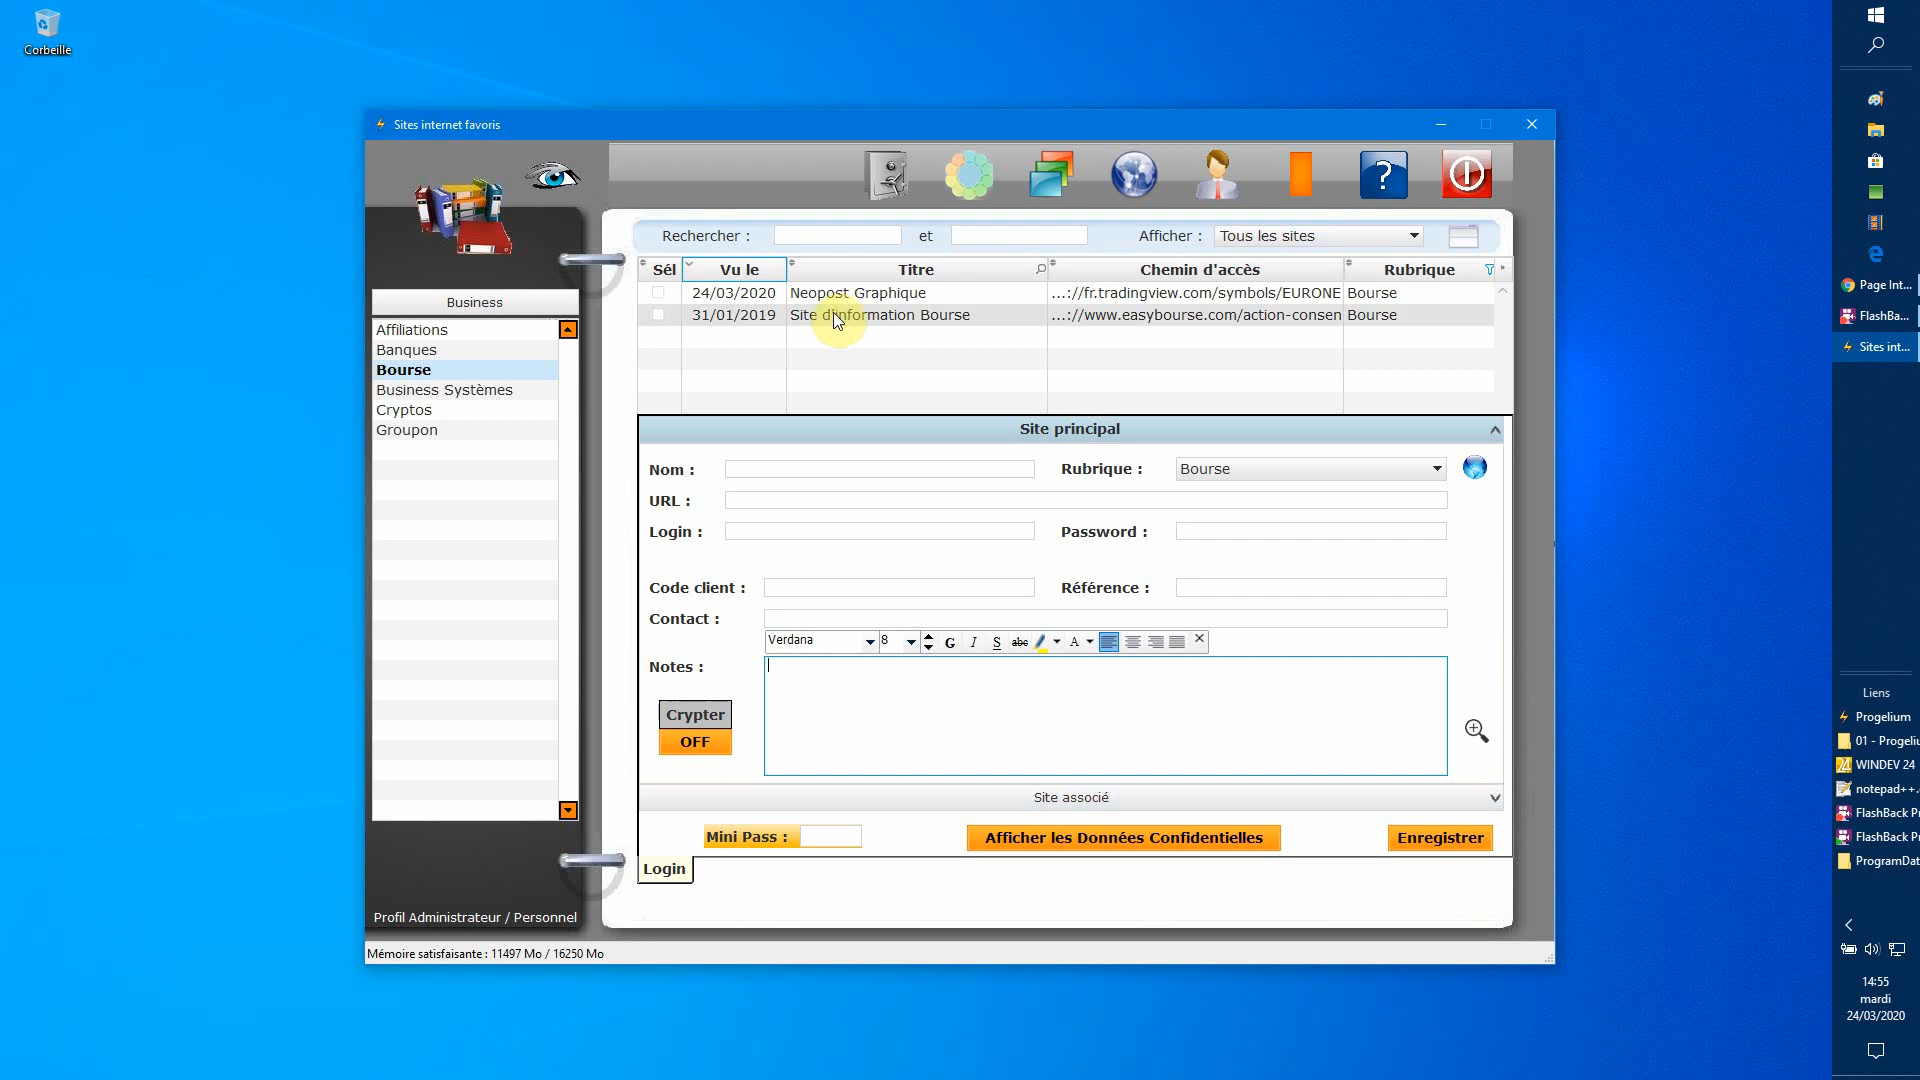 Corbeille
Sites internet favoris
Rechercher :
et
Afficher :
Tous les sites
Business
Affiliations
Banques
Bourse
Business Systèmes
Cryptos
Groupon
Profil Administrateur / Personnel
Sél
Vu le
Titre
Chemin d'accès
Rubrique
24/03/2020
Neopost Graphique
...://fr.tradingview.com/symbols/EURONE
Bourse
31/01/2019
Site d'information Bourse
...://www.easybourse.com/action-consen
Bourse
Site principal
Nom :
Rubrique :
Bourse
URL :
Login :
Password :
Code client :
Référence :
Contact :
Verdana
8
G
I
S
abc
A
Notes :
Crypter
OFF
Site associé
Mini Pass :
Afficher les Données Confidentielles
Enregistrer
Login
Mémoire satisfaisante : 11497 Mo / 16250 Mo
Page Int...
FlashBa...
Sites int...
Liens
Progelium
01 - Progeliu
WINDEV 24
notepad++.
FlashBack P
FlashBack P
ProgramDat
14:55
mardi
24/03/2020